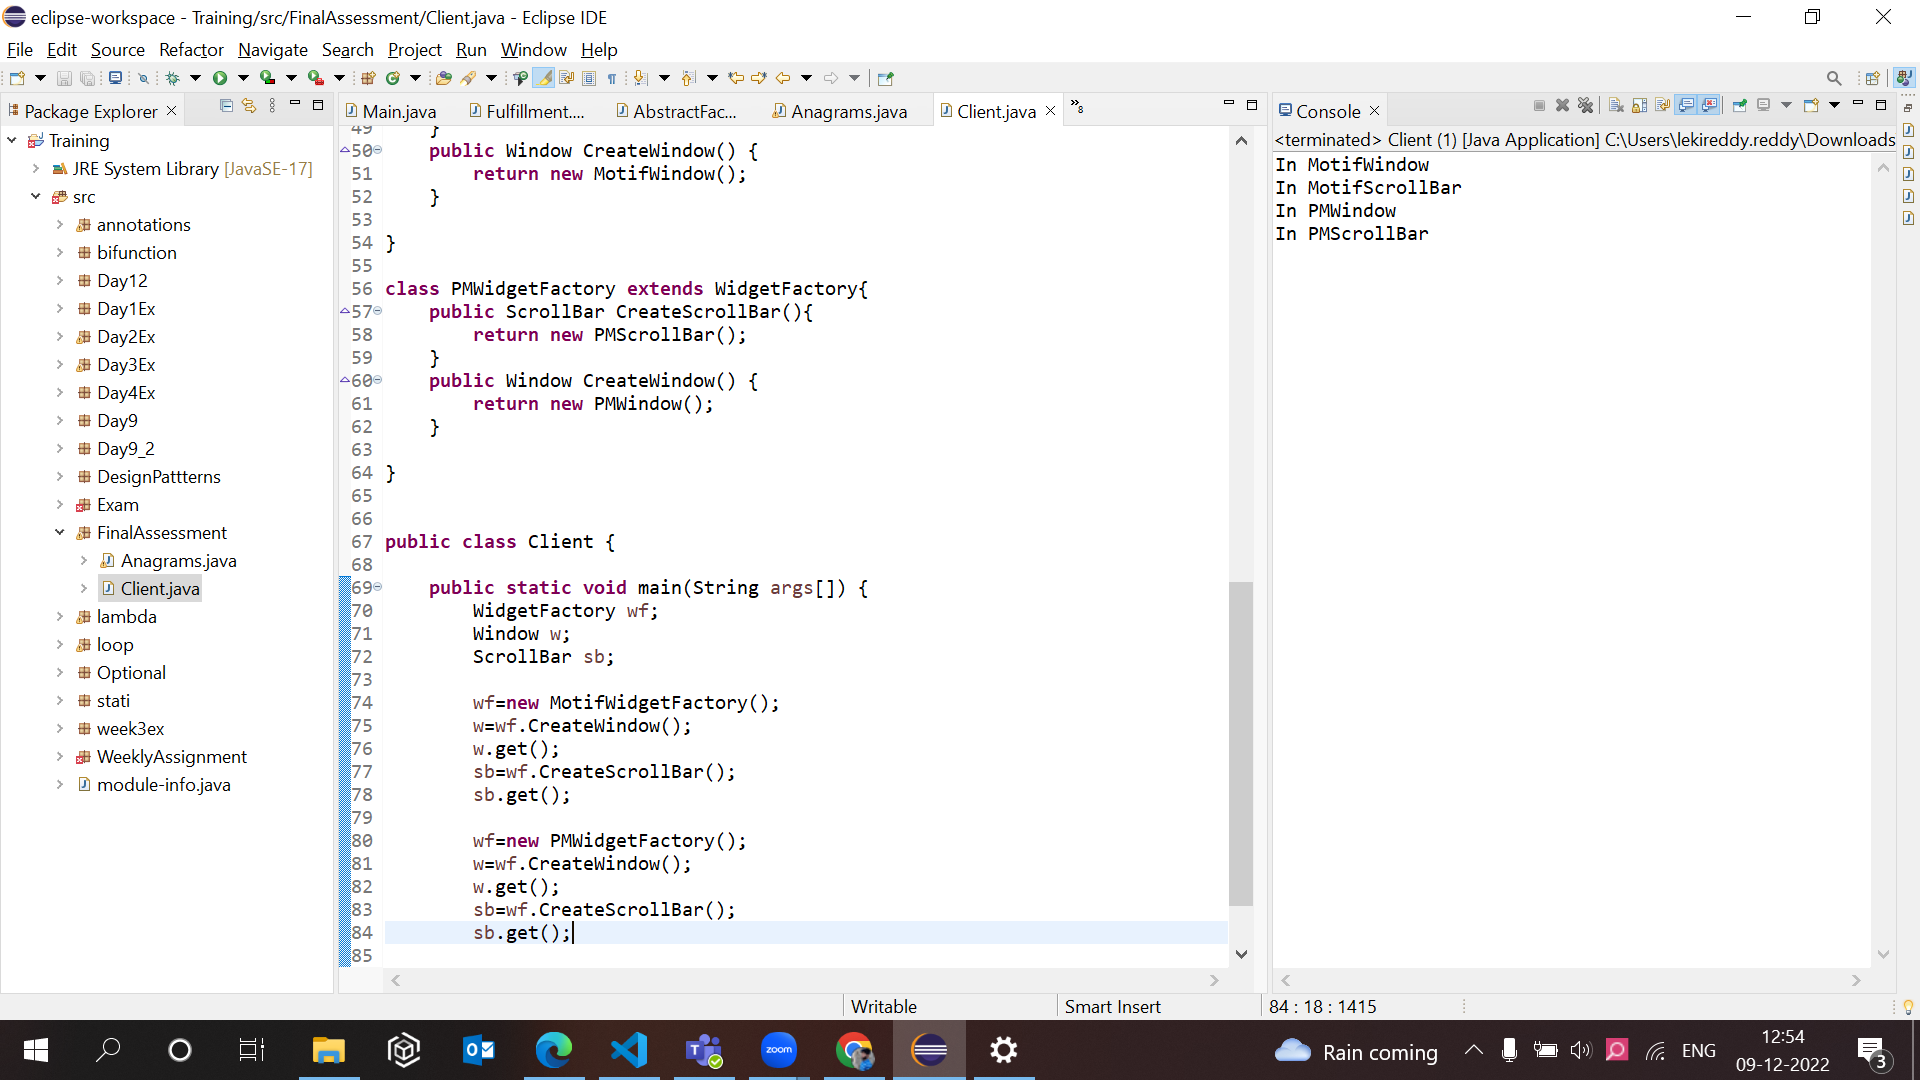 eclipse-workspace - Training/src/FinalAssessment/Client.java - Eclipse IDE
File Edit Source Refactor Navigate Search Project Run Window Help
Package Explorer
Training
JRE System Library [JavaSE-17]
src
annotations
bifunction
Day12
Day1Ex
Day2Ex
Day3Ex
Day4Ex
Day9
Day9_2
DesignPattterns
Exam
FinalAssessment
Anagrams.java
Client.java
lambda
loop
Optional
stati
week3ex
WeeklyAssignment
module-info.java
Main.java Fulfillment.... AbstractFac... Anagrams.java Client.java »8
49 }
50 public Window CreateWindow() {
51 return new MotifWindow();
52 }
53
54 }
55
56 class PMWidgetFactory extends WidgetFactory{
57 public ScrollBar CreateScrollBar(){
58 return new PMScrollBar();
59 }
60 public Window CreateWindow() {
61 return new PMWindow();
62 }
63
64 }
65
66
67 public class Client {
68
69 public static void main(String args[]) {
70 WidgetFactory wf;
71 Window w;
72 ScrollBar sb;
73
74 wf=new MotifWidgetFactory();
75 w=wf.CreateWindow();
76 w.get();
77 sb=wf.CreateScrollBar();
78 sb.get();
79
80 wf=new PMWidgetFactory();
81 w=wf.CreateWindow();
82 w.get();
83 sb=wf.CreateScrollBar();
84 sb.get();
85
Console
<terminated> Client (1) [Java Application] C:\Users\lekireddy.reddy\Downloads
In MotifWindow
In MotifScrollBar
In PMWindow
In PMScrollBar
Writable Smart Insert 84 : 18 : 1415
zoom
Rain coming
ENG
12:54
09-12-2022
3